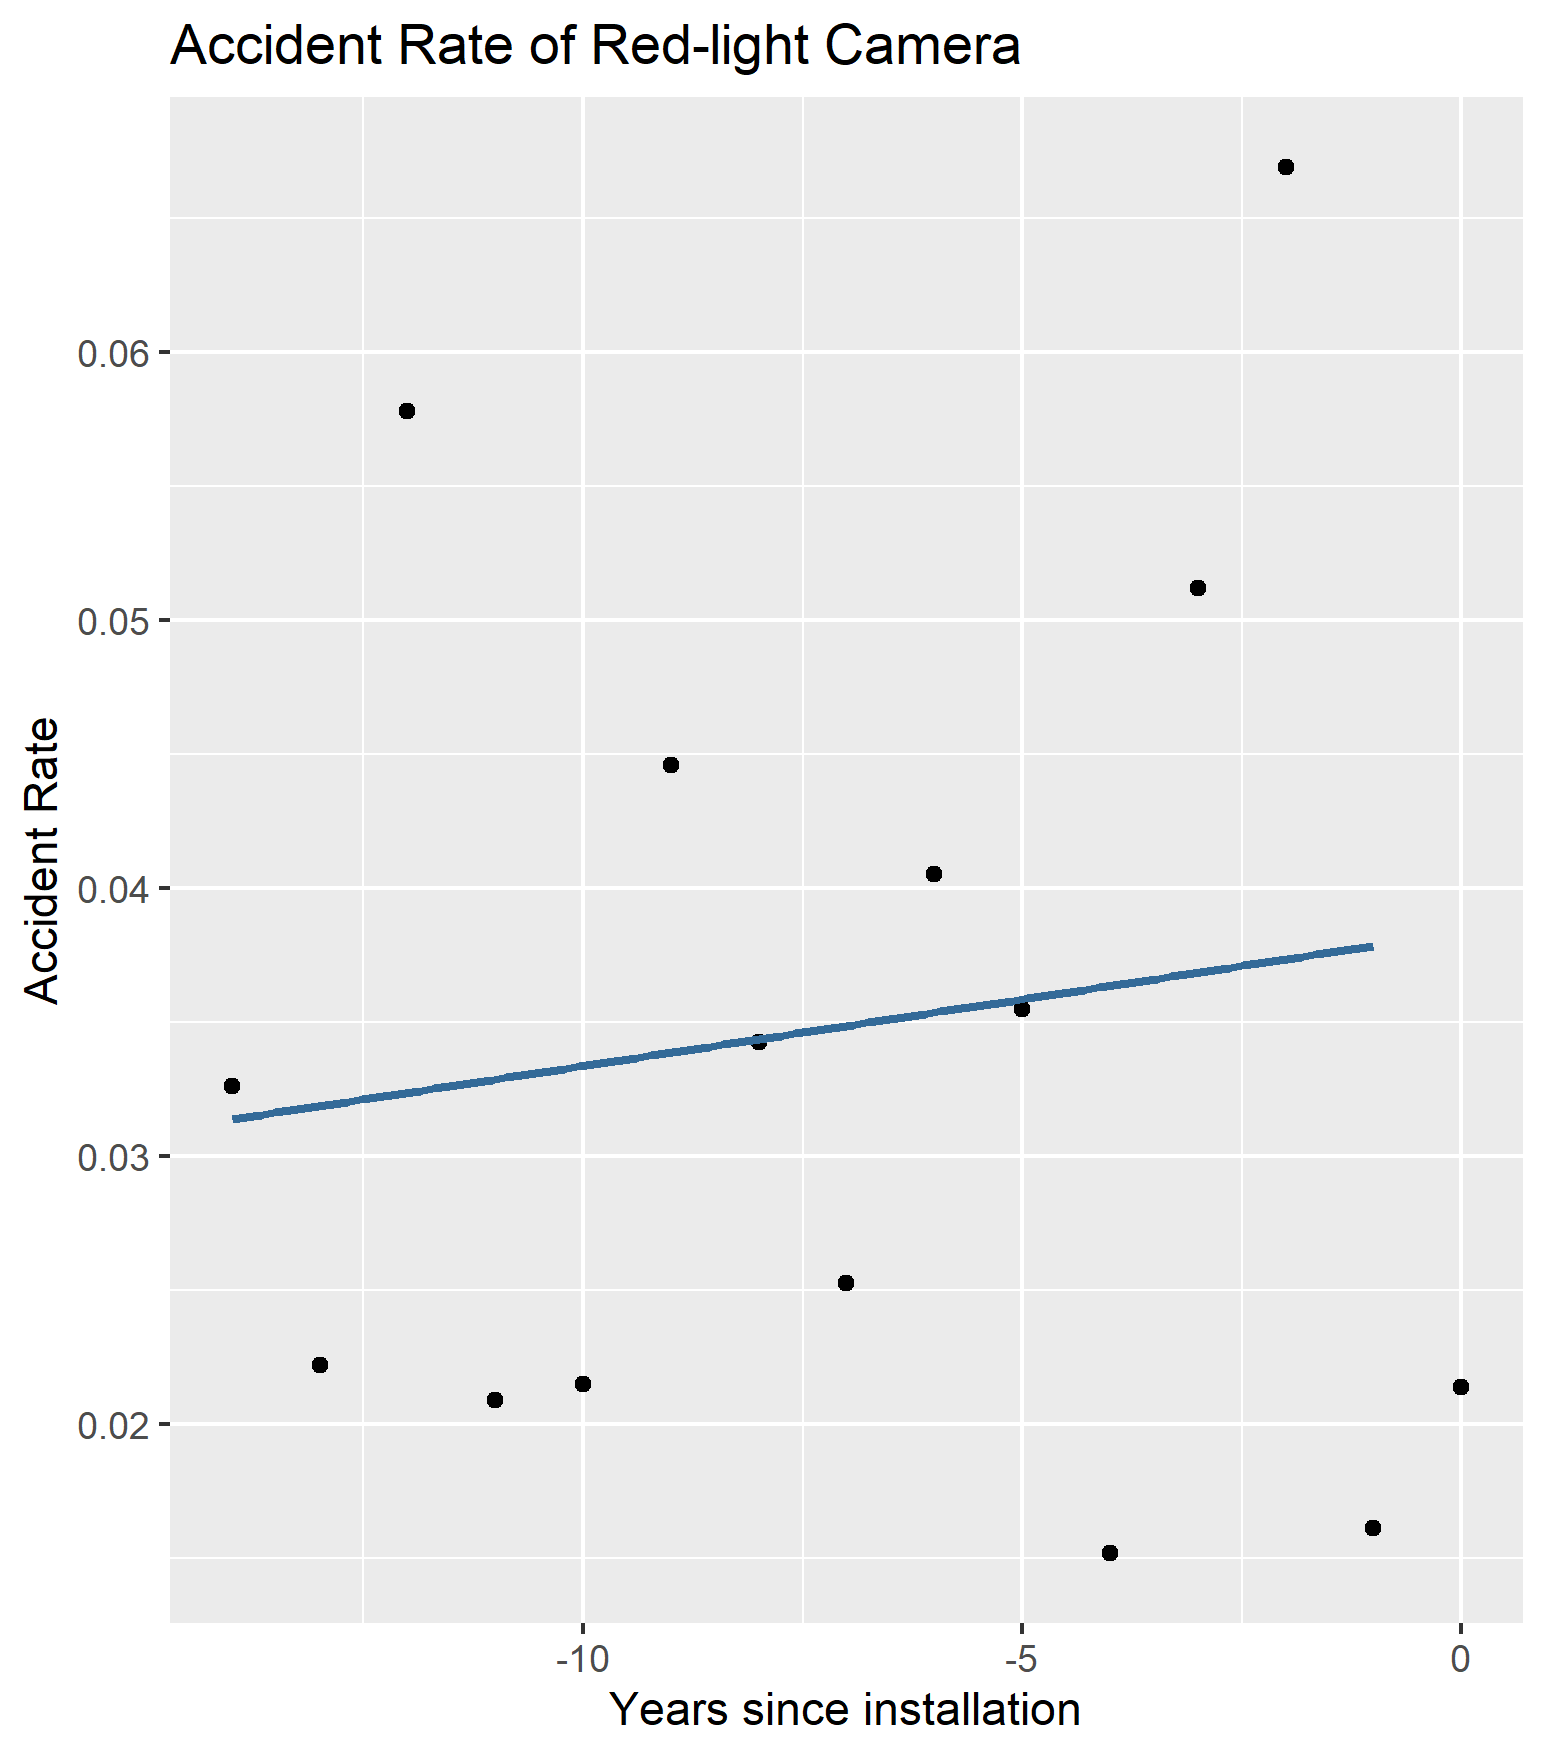 Accident Rate of Red-light Camera
0.06
0.05
0.04
0.03
0.02
Accident Rate
-10
-5
0
Years since installation